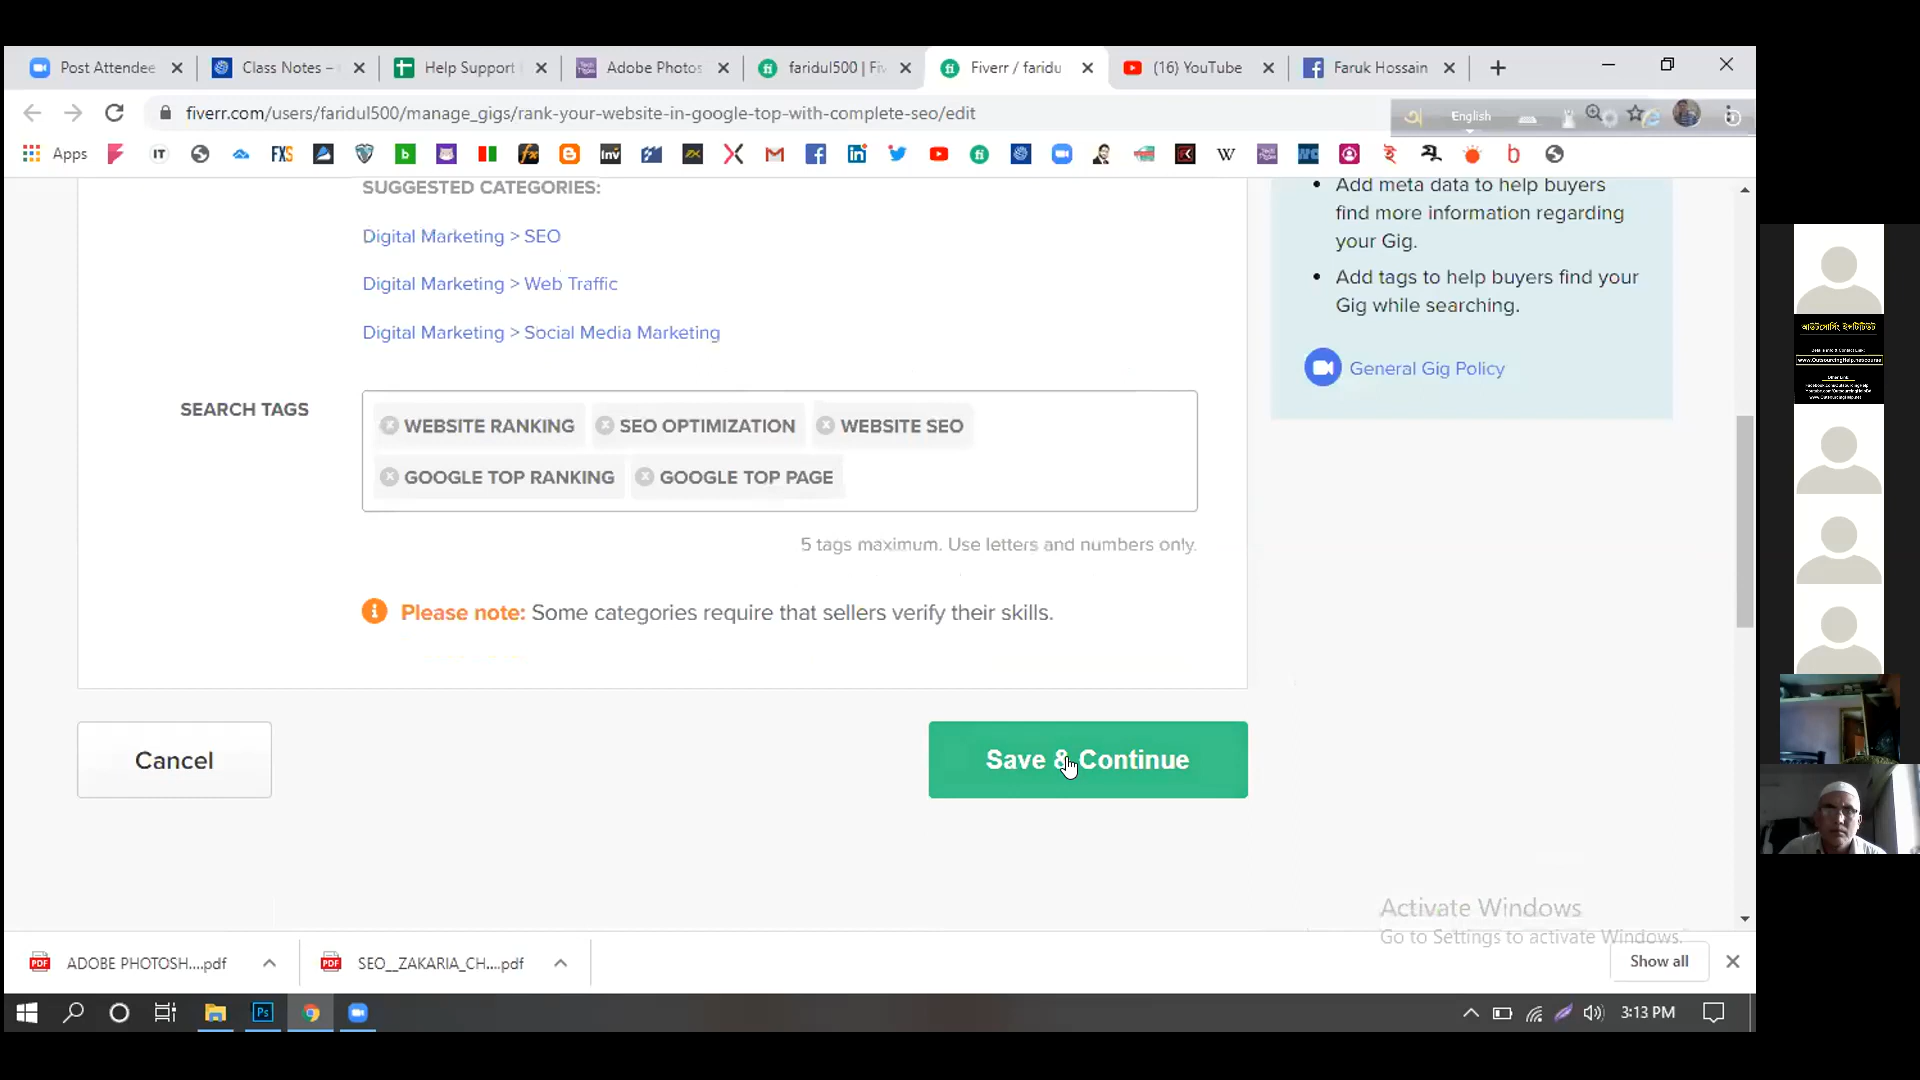 Post Attendee
Class Notes –
Help Support
Adobe Photos
faridul500 | Fiv
Fiverr / faridu
(16) YouTube
Faruk Hossain
fiverr.com/users/faridul500/manage_gigs/rank-your-website-in-google-top-with-complete-seo/edit
English
Apps
SUGGESTED CATEGORIES:
Digital Marketing > SEO
Digital Marketing > Web Traffic
Digital Marketing > Social Media Marketing
SEARCH TAGS
WEBSITE RANKING
SEO OPTIMIZATION
WEBSITE SEO
GOOGLE TOP RANKING
GOOGLE TOP PAGE
5 tags maximum. Use letters and numbers only.
Please note: Some categories require that sellers verify their skills.
Cancel
Save & Continue
• Add meta data to help buyers
find more information regarding
your Gig.
• Add tags to help buyers find your
Gig while searching.
General Gig Policy
আউটসোর্সিং ইনস্টিটিউট
Activate Windows
Go to Settings to activate Windows.
ADOBE PHOTOSH....pdf
SEO__ZAKARIA_CH....pdf
Show all
3:13 PM